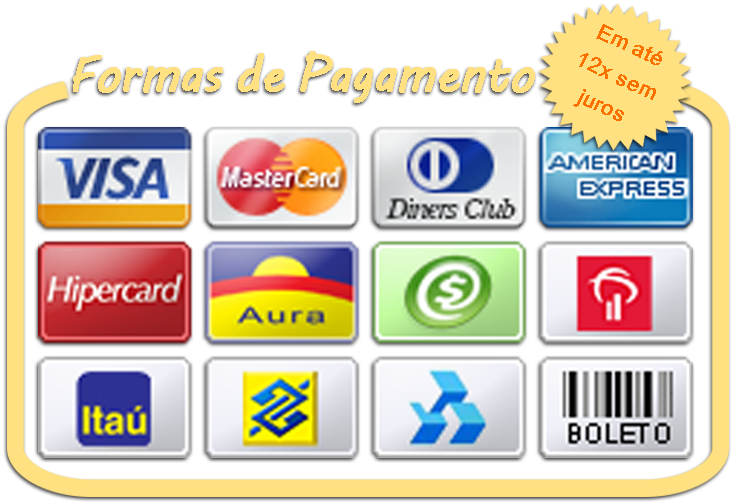 Formas de Pagamento
Em até
12x sem
juros
VISA
MasterCard
Diners Club
AMERICAN
EXPRESS
Hipercard
Aura
$
Itaú
BOLETO